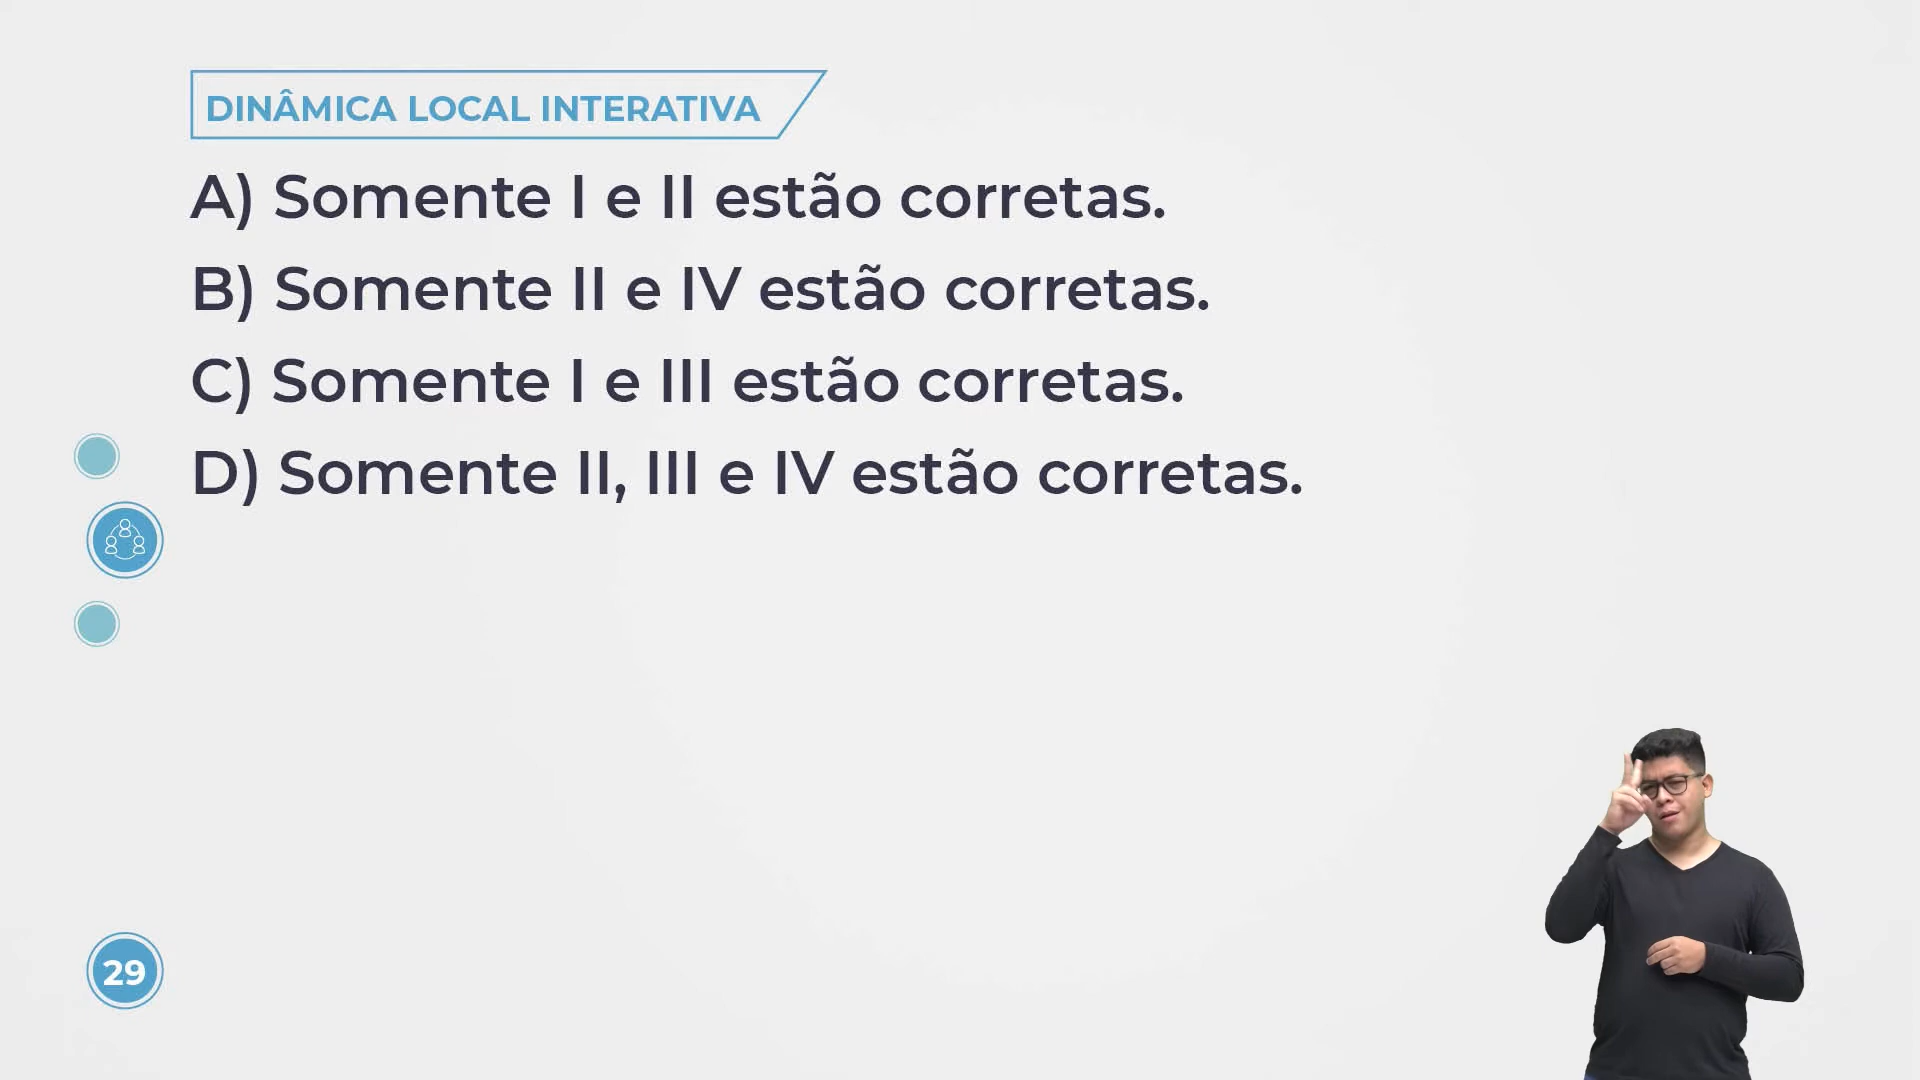 DINÂMICA LOCAL INTERATIVA
A) Somente I e II estão corretas.
B) Somente II e IV estão corretas.
C) Somente I e III estão corretas.
D) Somente II, III e IV estão corretas.
29